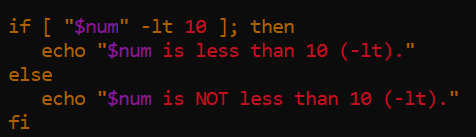 if [ "$num" -lt 10 ]; then
   echo "$num is less than 10 (-lt)."
else
   echo "$num is NOT less than 10 (-lt)."
fi